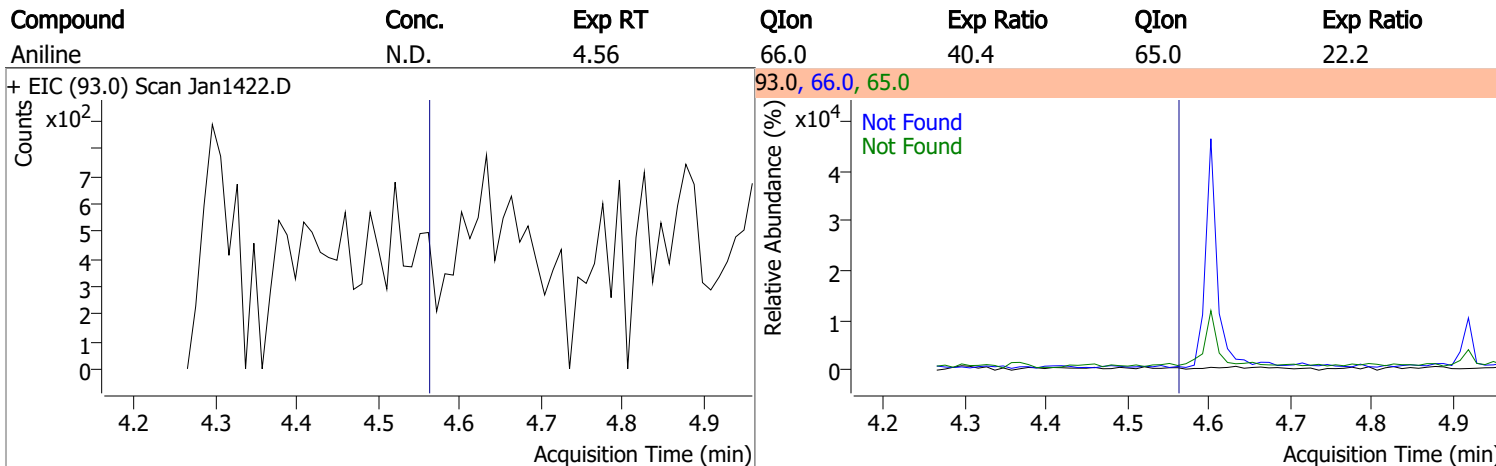 Compound Conc. Exp RT QIon Exp Ratio QIon Exp Ratio
Aniline N.D. 4.56 66.0 40.4 65.0 22.2
+ EIC (93.0) Scan Jan1422.D
Counts
x10²
7
6
5
4
3
2
1
0
4.2 4.3 4.4 4.5 4.6 4.7 4.8 4.9
Acquisition Time (min)
93.0, 66.0, 65.0
Relative Abundance (%)
x10⁴
Not Found
Not Found
4
3
2
1
0
4.2 4.3 4.4 4.5 4.6 4.7 4.8 4.9
Acquisition Time (min)